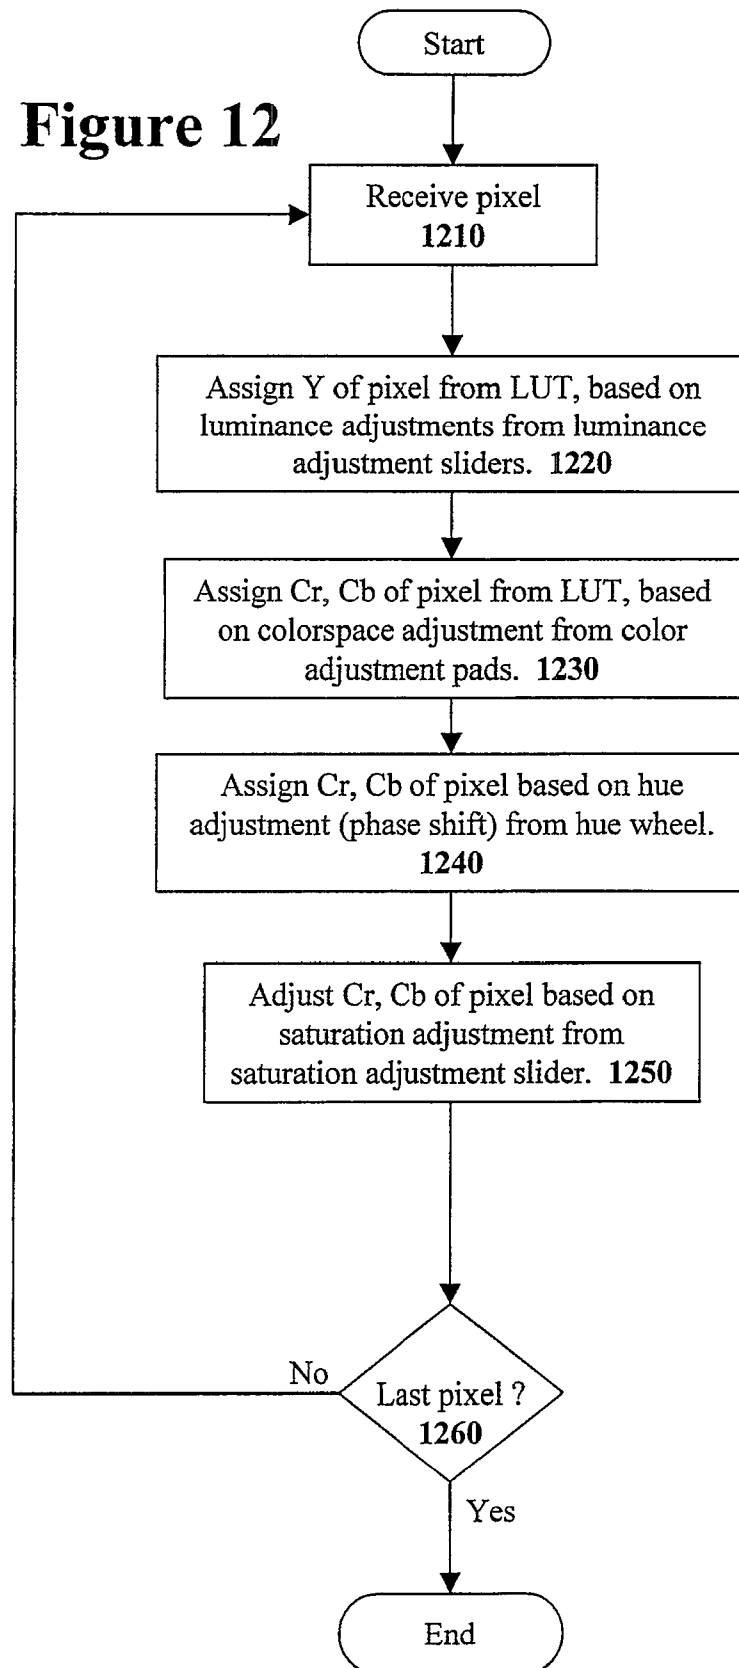 Start
Figure 12
Receive pixel
1210
Assign Y of pixel from LUT, based on
luminance adjustments from luminance
adjustment sliders. 1220
Assign Cr, Cb of pixel from LUT, based
on colorspace adjustment from color
adjustment pads. 1230
Assign Cr, Cb of pixel based on hue
adjustment (phase shift) from hue wheel.
1240
Adjust Cr, Cb of pixel based on
saturation adjustment from
saturation adjustment slider. 1250
No
Last pixel ?
1260
Yes
End